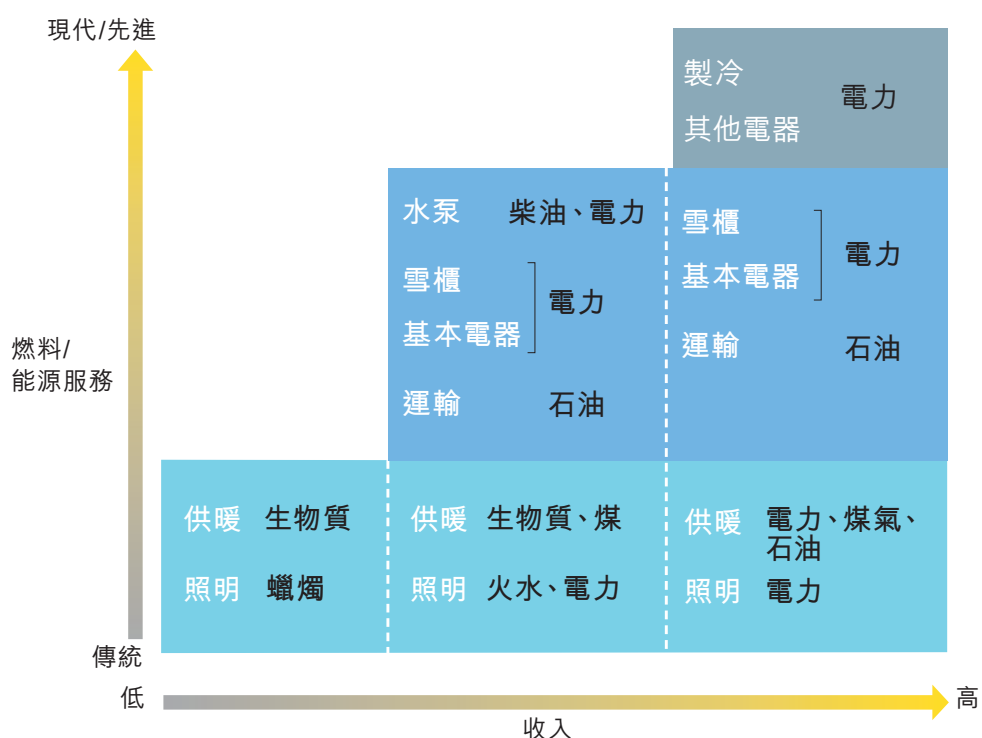 現代/先進
製冷
電力
其他電器
水泵 柴油、電力
雪櫃
基本電器
電力
運輸 石油
雪櫃
基本電器
電力
運輸 石油
燃料/
能源服務
供暖 生物質
照明 蠟燭
供暖 生物質、煤
照明 火水、電力
供暖 電力、煤氣、
石油
照明 電力
傳統
低
高
收入